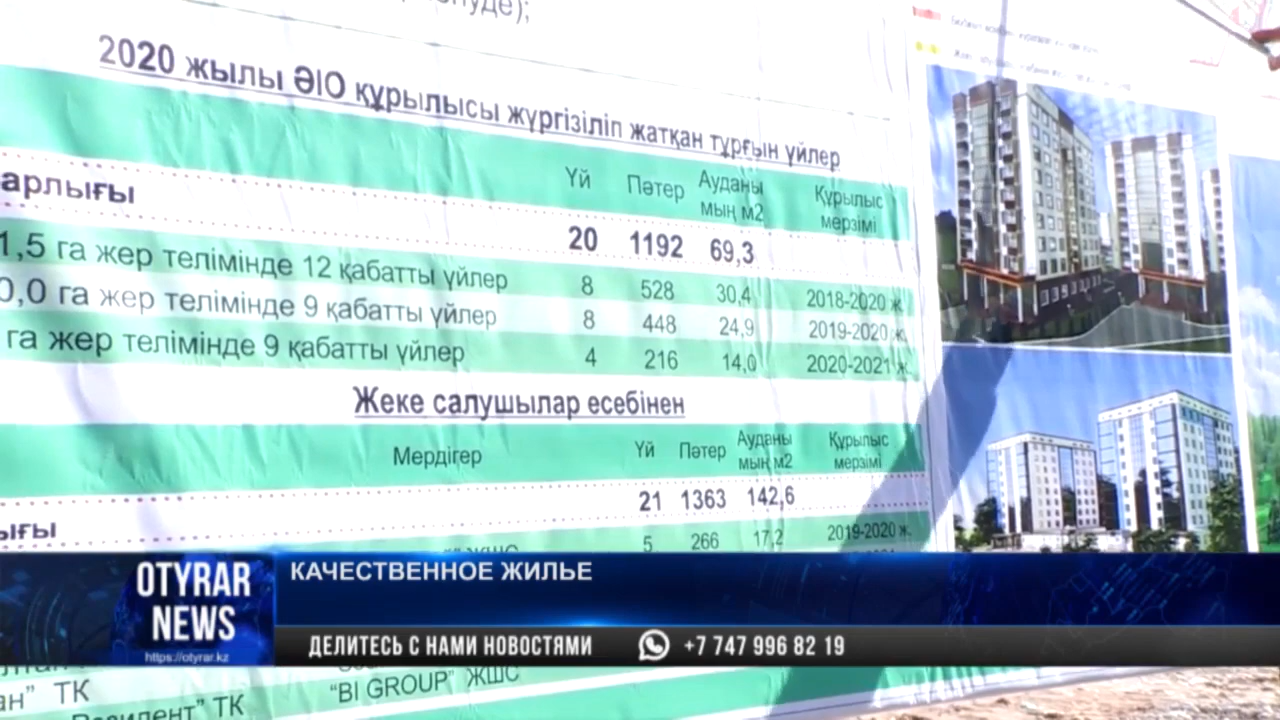 2020 жылы ӘІО құрылысы жүргізіліп жатқан тұрғын үйлер
Үй Пәтер Ауданы мың м2 Құрылыс мерзімі
арлығы 20 1192 69,3
1,5 га жер телімінде 12 қабатты үйлер 8 528 30,4 2018-2020 ж.
0,0 га жер телімінде 9 қабатты үйлер 8 448 24,9 2019-2020 ж.
га жер телімінде 9 қабатты үйлер 4 216 14,0 2020-2021 ж.
Жеке салушылар есебінен
Мердігер Үй Пәтер Ауданы мың м2 Құрылыс мерзімі
ығы 21 1363 142,6
ЖШС 5 266 17,2 2019-2020 ж.
OTYRAR NEWS
https://otyrar.kz
КАЧЕСТВЕННОЕ ЖИЛЬЕ
ДЕЛИТЕСЬ С НАМИ НОВОСТЯМИ +7 747 996 82 19
ан" ТК "BI GROUP" ЖШС
зидент" ТК